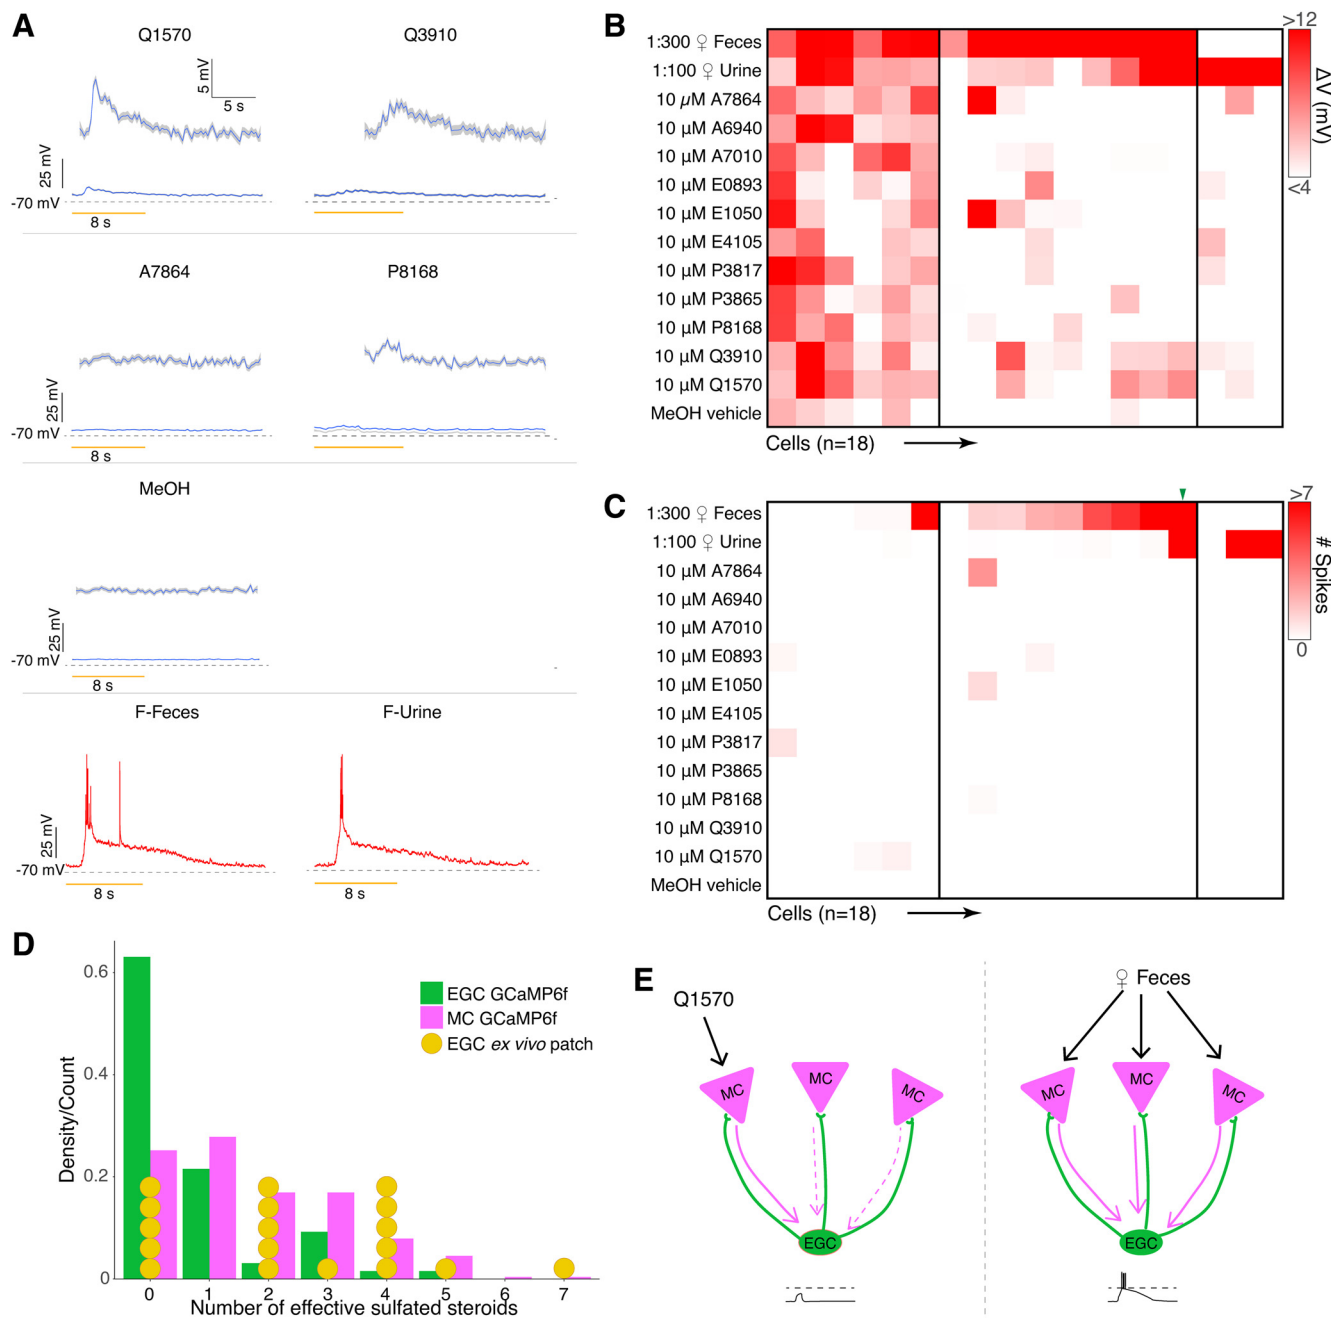 A
Q1570
Q3910
5 mV
5 s
25 mV
-70 mV
8 s
A7864
P8168
25 mV
-70 mV
8 s
MeOH
25 mV
-70 mV
8 s
F-Feces
F-Urine
25 mV
-70 mV
8 s
8 s
B
1:300 ♀ Feces
1:100 ♀ Urine
10 µM A7864
10 µM A6940
10 µM A7010
10 µM E0893
10 µM E1050
10 µM E4105
10 µM P3817
10 µM P3865
10 µM P8168
10 µM Q3910
10 µM Q1570
MeOH vehicle
Cells (n=18)
>12
ΔV (mV)
<4
C
1:300 ♀ Feces
1:100 ♀ Urine
10 µM A7864
10 µM A6940
10 µM A7010
10 µM E0893
10 µM E1050
10 µM E4105
10 µM P3817
10 µM P3865
10 µM P8168
10 µM Q3910
10 µM Q1570
MeOH vehicle
Cells (n=18)
>7
# Spikes
0
D
Density/Count
0.6
0.4
0.2
0
EGC GCaMP6f
MC GCaMP6f
EGC ex vivo patch
0 1 2 3 4 5 6 7
Number of effective sulfated steroids
E
Q1570
MC
MC
MC
EGC
♀ Feces
MC
MC
MC
EGC